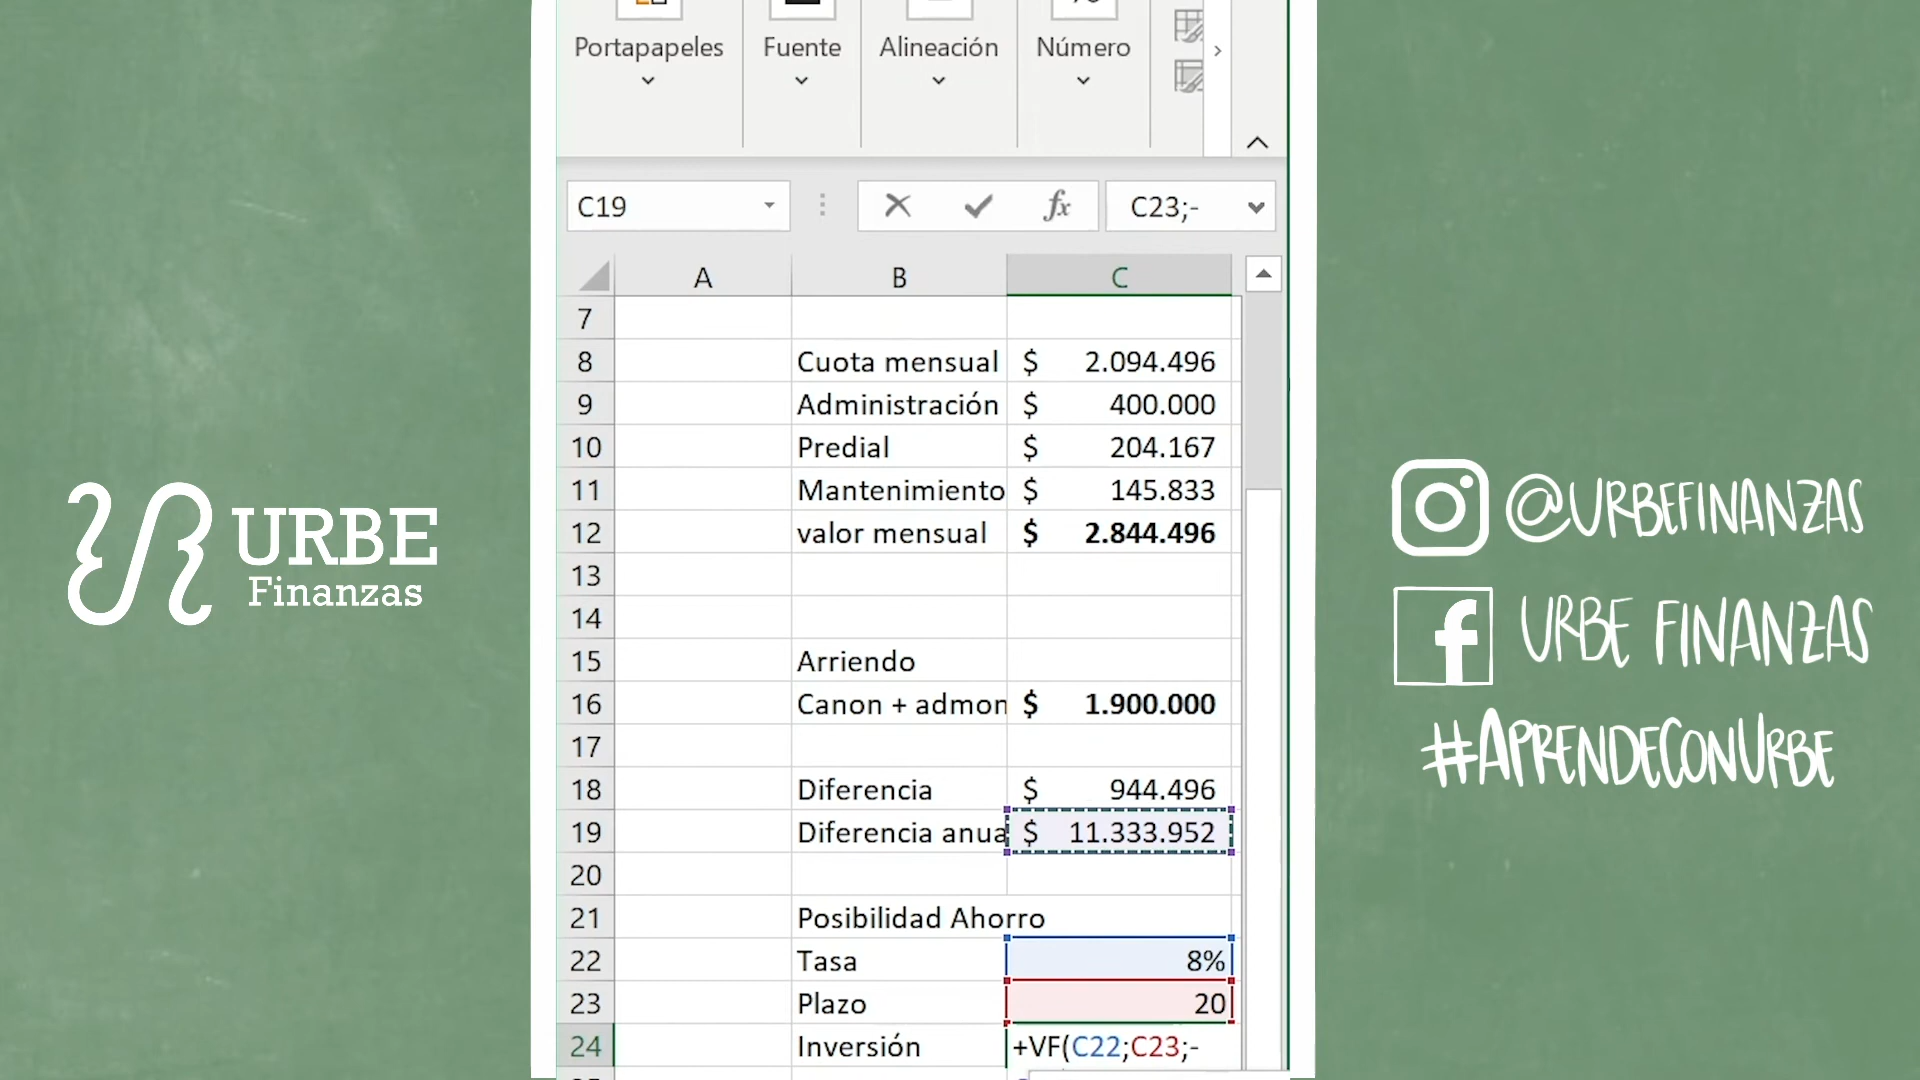 Portapapeles Fuente Alineación Número
C19 fx C23;-
A B C
7
8 Cuota mensual $ 2.094.496
9 Administración $ 400.000
10 Predial $ 204.167
11 Mantenimiento $ 145.833
12 valor mensual $ 2.844.496
13
14
15 Arriendo
16 Canon + admon $ 1.900.000
17
18 Diferencia $ 944.496
19 Diferencia anua $ 11.333.952
20
21 Posibilidad Ahorro
22 Tasa 8%
23 Plazo 20
24 Inversión +VF(C22;C23;-
URBE
Finanzas
@URBEFINANZAS
f URBE FINANZAS
#APRENDECONURBE